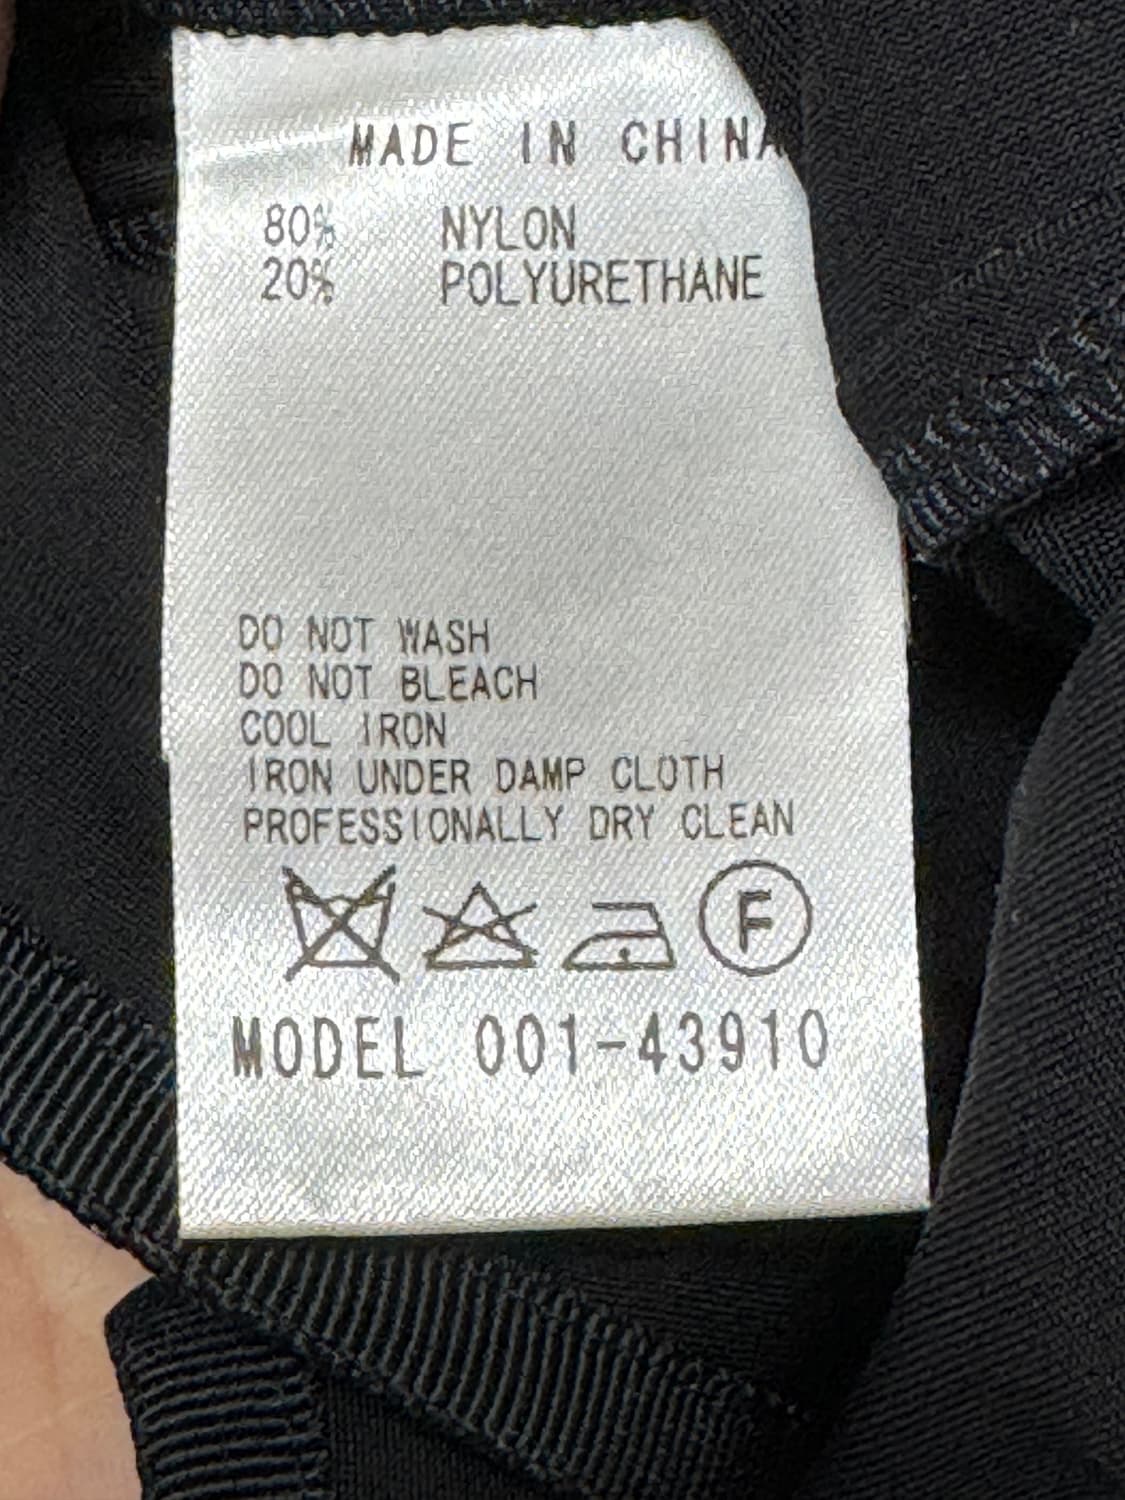 MADE IN CHINA
80% NYLON
20% POLYURETHANE
DO NOT WASH
DO NOT BLEACH
COOL IRON
IRON UNDER DAMP CLOTH
PROFESSIONALLY DRY CLEAN
F
MODEL 001-43910